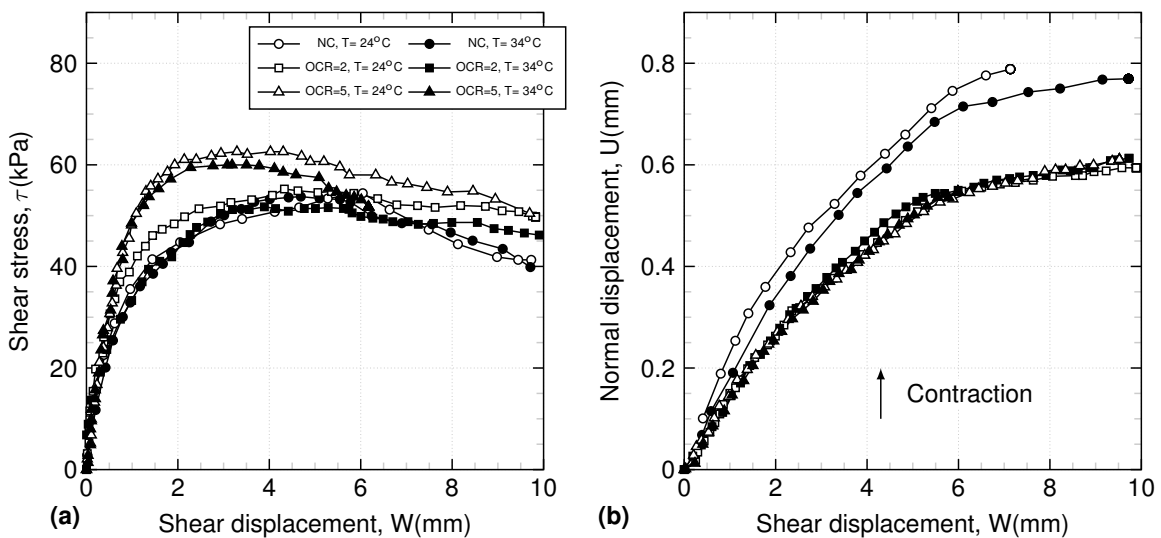 80
60
40
20
0
0
2
4
6
8
10
Shear stress, τ(kPa)
Shear displacement, W(mm)
(a)
NC, T= 24°C
NC, T= 34°C
OCR=2, T= 24°C
OCR=2, T= 34°C
OCR=5, T= 24°C
OCR=5, T= 34°C
0.8
0.6
0.4
0.2
0
0
2
4
6
8
10
Normal displacement, U(mm)
Shear displacement, W(mm)
(b)
Contraction